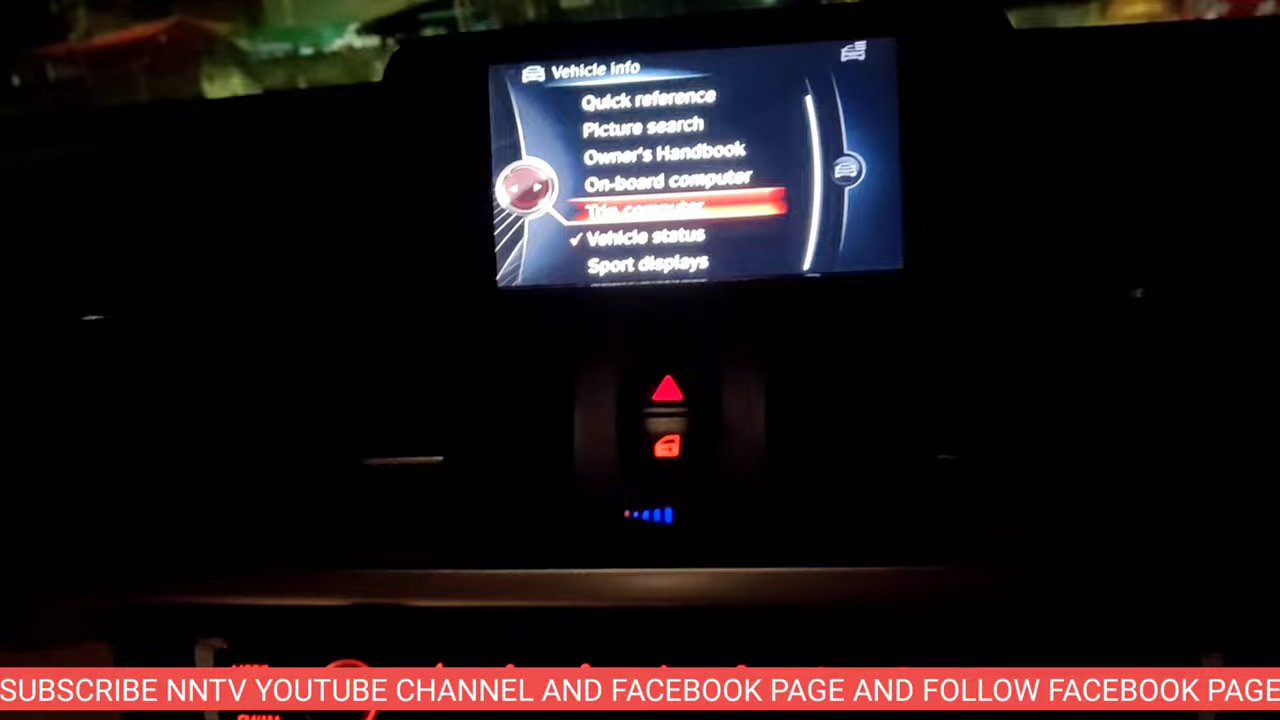 Vehicle info
Quick reference
Picture search
Owner's Handbook
On-board computer
Trip computer
✓ Vehicle status
Sport displays
SUBSCRIBE NNTV YOUTUBE CHANNEL AND FACEBOOK PAGE AND FOLLOW FACEBOOK PAGE